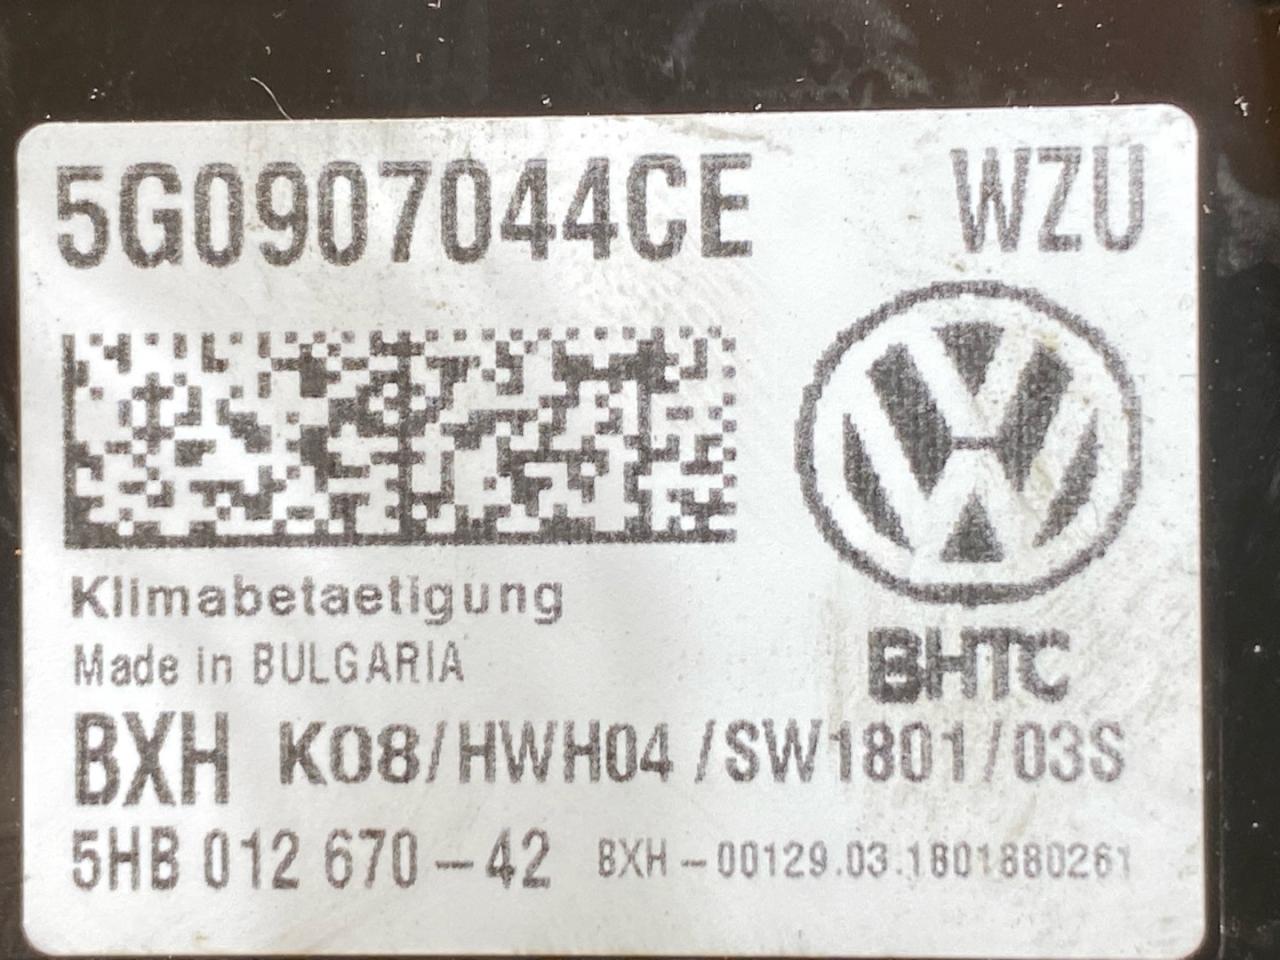 5G0907044CE WZU
Klimabetaetigung
Made in BULGARIA
BHTC
BXH K08/HWH04/SW1801/03S
5HB 012 670-42 BXH-00129.03.1801880261